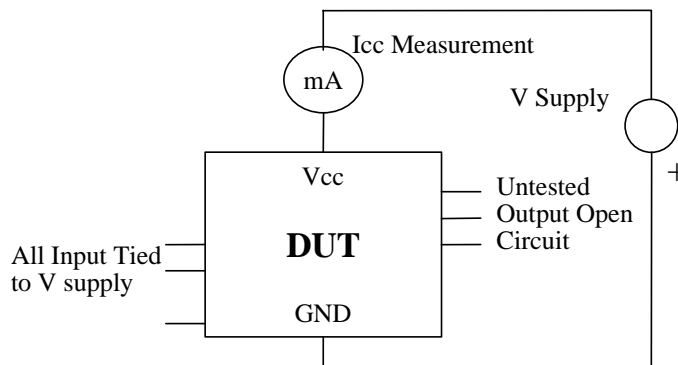 Icc Measurement
mA
V Supply
+
Vcc
Untested
Output Open
Circuit
DUT
All Input Tied
to V supply
GND